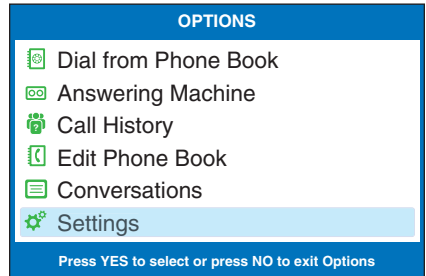 OPTIONS
Dial from Phone Book
Answering Machine
Call History
Edit Phone Book
Conversations
Settings
Press YES to select or press NO to exit Options